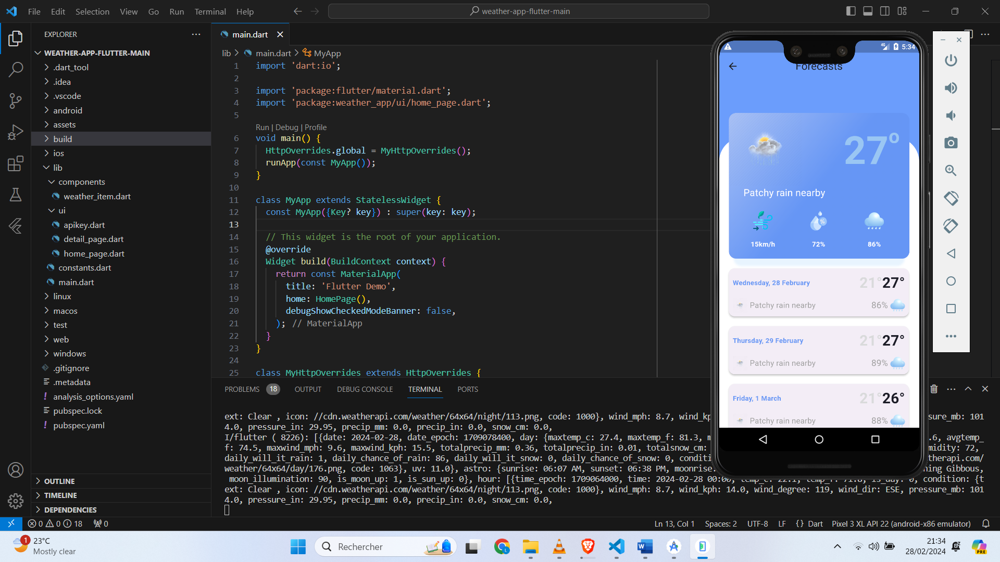 File Edit Selection View Go Run Terminal Help
weather-app-flutter-main
EXPLORER
WEATHER-APP-FLUTTER-MAIN
.dart_tool
.idea
.vscode
android
assets
build
ios
lib
components
weather_item.dart
ui
apikey.dart
detail_page.dart
home_page.dart
constants.dart
main.dart
linux
macos
test
web
windows
.gitignore
.metadata
analysis_options.yaml
pubspec.lock
pubspec.yaml
OUTLINE
TIMELINE
DEPENDENCIES
main.dart
lib > main.dart > MyApp
1 import 'dart:io';
2
3 import 'package:flutter/material.dart';
4 import 'package:weather_app/ui/home_page.dart';
5
Run | Debug | Profile
6 void main() {
7 HttpOverrides.global = MyHttpOverrides();
8 runApp(const MyApp());
9 }
10
11 class MyApp extends StatelessWidget {
12 const MyApp({Key? key}) : super(key: key);
13
14 // This widget is the root of your application.
15 @override
16 Widget build(BuildContext context) {
17 return const MaterialApp(
18 title: 'Flutter Demo',
19 home: HomePage(),
20 debugShowCheckedModeBanner: false,
21 ); // MaterialApp
22 }
23 }
24
25 class MyHttpOverrides extends HttpOverrides {
PROBLEMS 18 OUTPUT DEBUG CONSOLE TERMINAL PORTS
ext: Clear , icon: //cdn.weatherapi.com/weather/64x64/night/113.png, code: 1000}, wind_mph: 8.7, wind_kp sure_mb: 101
4.0, pressure_in: 29.95, precip_mm: 0.0, precip_in: 0.0, snow_cm: 0.0,
I/flutter ( 8226): [{date: 2024-02-28, date_epoch: 1709078400, day: {maxtemp_c: 27.4, maxtemp_f: 81.3, m .6, avgtemp_
f: 74.5, maxwind_mph: 9.6, maxwind_kph: 15.5, totalprecip_mm: 0.36, totalprecip_in: 0.01, totalsnow_cm: midity: 72,
daily_will_it_rain: 1, daily_chance_of_rain: 86, daily_will_it_snow: 0, daily_chance_of_snow: 0, conditi therapi.com/
weather/64x64/day/176.png, code: 1063}, uv: 11.0}, astro: {sunrise: 06:07 AM, sunset: 06:38 PM, moonrise: ning Gibbous,
moon_illumination: 90, is_moon_up: 1, is_sun_up: 0}, hour: [{time_epoch: 1709064000, time: 2024-02-28 00:00, temp_c: 22.1, temp_f: 71.8, is_day: 0, condition: {t
ext: Clear , icon: //cdn.weatherapi.com/weather/64x64/night/113.png, code: 1000}, wind_mph: 8.7, wind_kph: 14.0, wind_degree: 119, wind_dir: ESE, pressure_mb: 101
4.0, pressure_in: 29.95, precip_mm: 0.0, precip_in: 0.0, snow_cm: 0.0,
4G 5:34
Forecasts
27°
Patchy rain nearby
15km/h 72% 86%
Wednesday, 28 February 21°27°
Patchy rain nearby 86%
Thursday, 29 February 21°27°
Patchy rain nearby 89%
Friday, 1 March 21°26°
Patchy rain nearby 88%
0 0 18 0
Ln 13, Col 1 Spaces: 2 UTF-8 LF {} Dart Pixel 3 XL API 22 (android-x86 emulator)
1
23°C
Mostly clear
Rechercher
21:34
28/02/2024
PRE